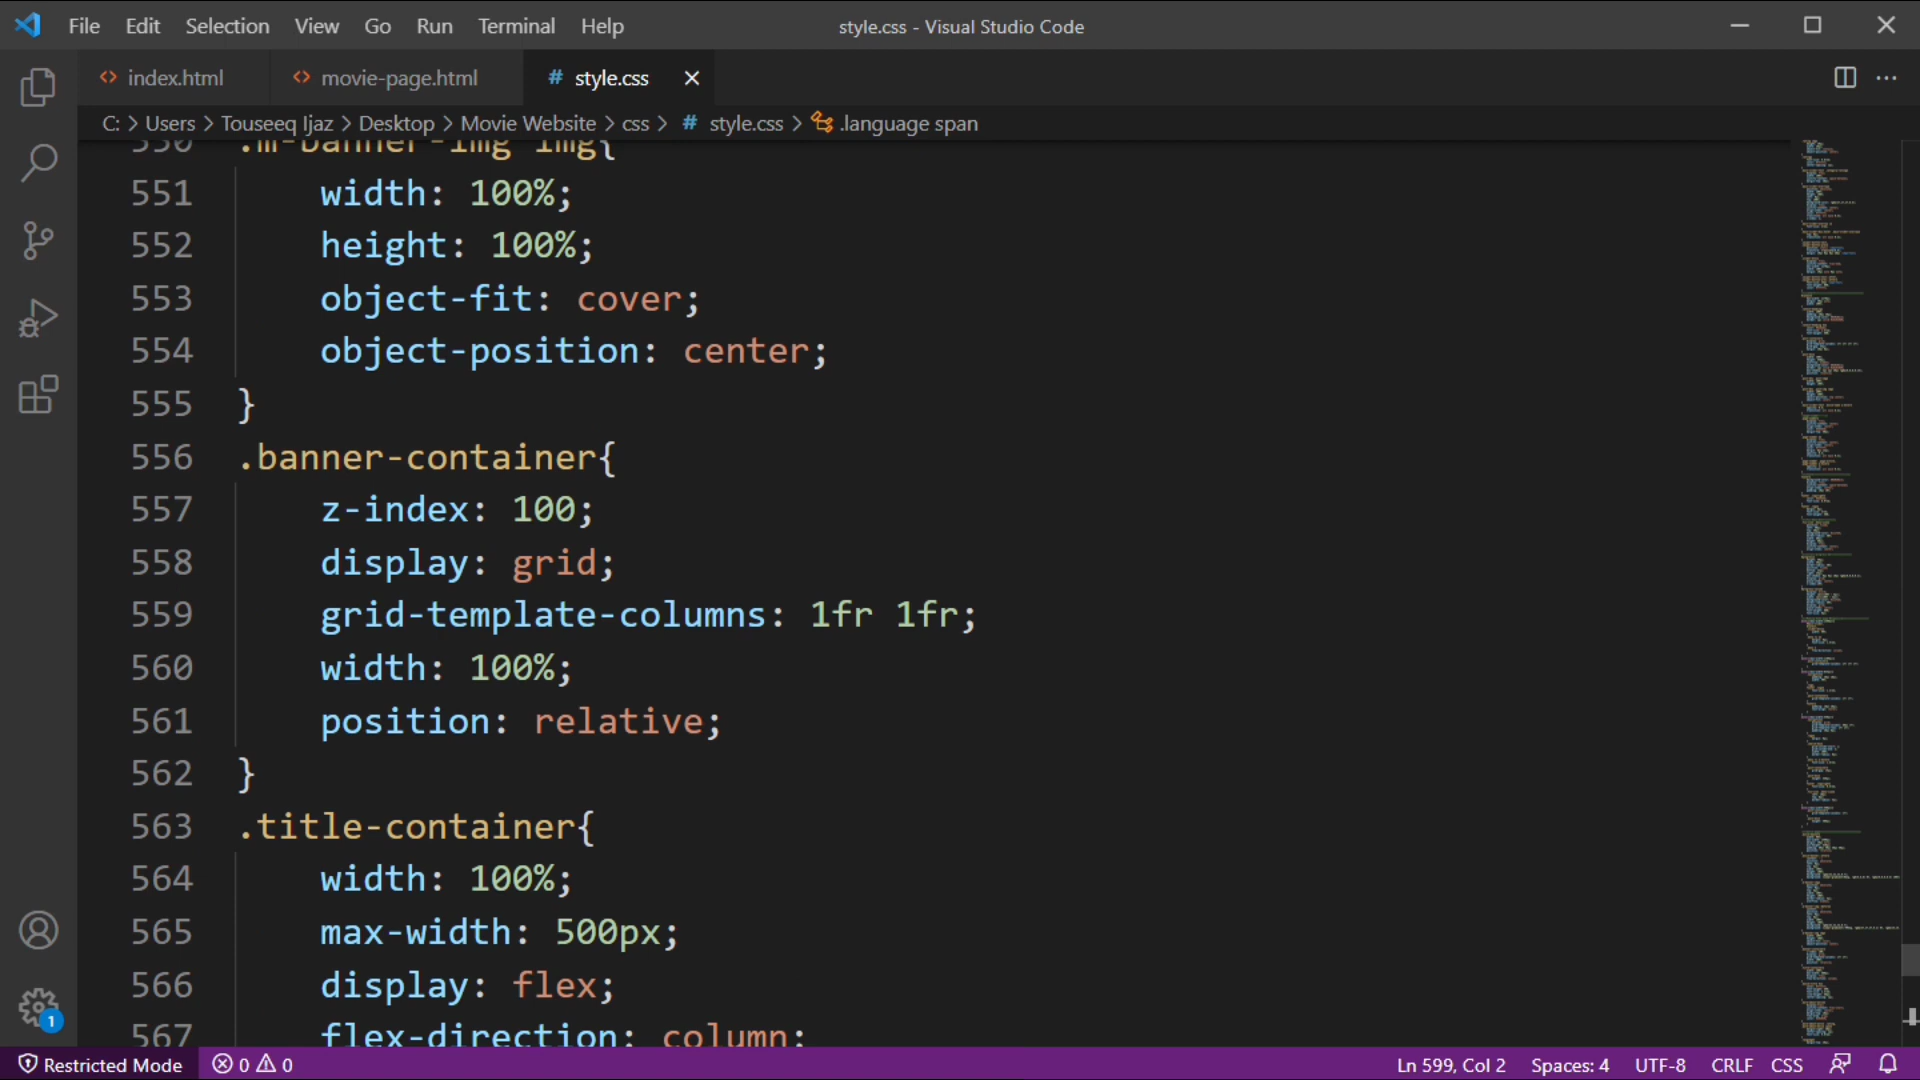 File Edit Selection View Go Run Terminal Help style.css - Visual Studio Code
index.html movie-page.html # style.css
C: > Users > Touseeq Ijaz > Desktop > Movie Website > css > # style.css > .language span
550 .m-banner-img img{
551 width: 100%;
552 height: 100%;
553 object-fit: cover;
554 object-position: center;
555 }
556 .banner-container{
557 z-index: 100;
558 display: grid;
559 grid-template-columns: 1fr 1fr;
560 width: 100%;
561 position: relative;
562 }
563 .title-container{
564 width: 100%;
565 max-width: 500px;
566 display: flex;
567 flex-direction: column;
1
Restricted Mode 0 0 Ln 599, Col 2 Spaces: 4 UTF-8 CRLF CSS